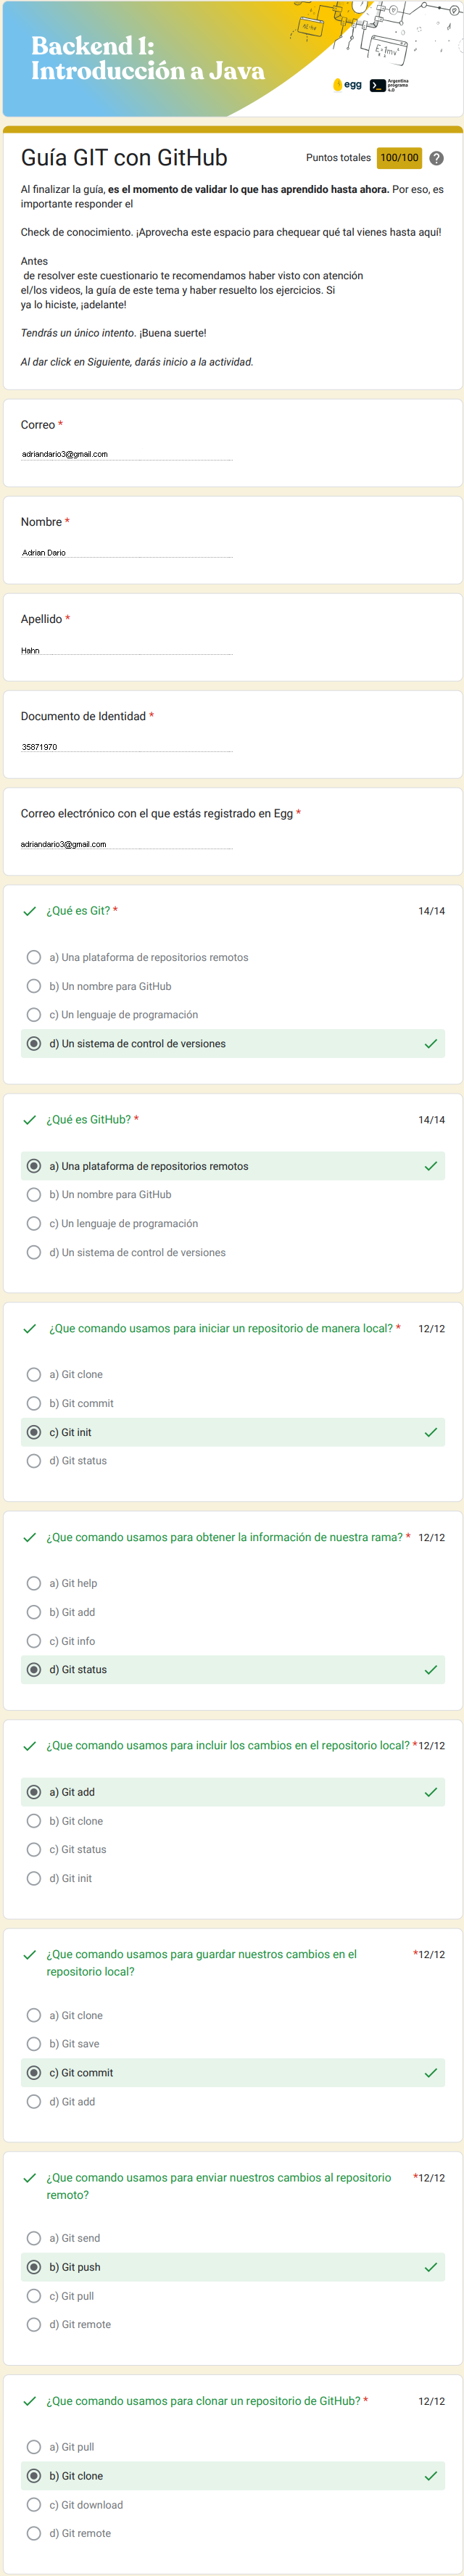 Backend 1:
Introducción a Java
egg
Argentina
programa
4.0
Guía GIT con GitHub
Puntos totales 100/100
Al finalizar la guía, es el momento de validar lo que has aprendido hasta ahora. Por eso, es
importante responder el
Check de conocimiento. ¡Aprovecha este espacio para chequear qué tal vienes hasta aquí!
Antes
de resolver este cuestionario te recomendamos haber visto con atención
el/los videos, la guía de este tema y haber resuelto los ejercicios. Si
ya lo hiciste, ¡adelante!
Tendrás un único intento. ¡Buena suerte!
Al dar click en Siguiente, darás inicio a la actividad.
Correo *
adriandario3@gmail.com
Nombre *
Adrian Dario
Apellido *
Hahn
Documento de Identidad *
35871970
Correo electrónico con el que estás registrado en Egg *
adriandario3@gmail.com
¿Qué es Git? * 14/14
a) Una plataforma de repositorios remotos
b) Un nombre para GitHub
c) Un lenguaje de programación
d) Un sistema de control de versiones
¿Qué es GitHub? * 14/14
a) Una plataforma de repositorios remotos
b) Un nombre para GitHub
c) Un lenguaje de programación
d) Un sistema de control de versiones
¿Que comando usamos para iniciar un repositorio de manera local? * 12/12
a) Git clone
b) Git commit
c) Git init
d) Git status
¿Que comando usamos para obtener la información de nuestra rama? * 12/12
a) Git help
b) Git add
c) Git info
d) Git status
¿Que comando usamos para incluir los cambios en el repositorio local? *12/12
a) Git add
b) Git clone
c) Git status
d) Git init
¿Que comando usamos para guardar nuestros cambios en el *12/12
repositorio local?
a) Git clone
b) Git save
c) Git commit
d) Git add
¿Que comando usamos para enviar nuestros cambios al repositorio *12/12
remoto?
a) Git send
b) Git push
c) Git pull
d) Git remote
¿Que comando usamos para clonar un repositorio de GitHub? * 12/12
a) Git pull
b) Git clone
c) Git download
d) Git remote